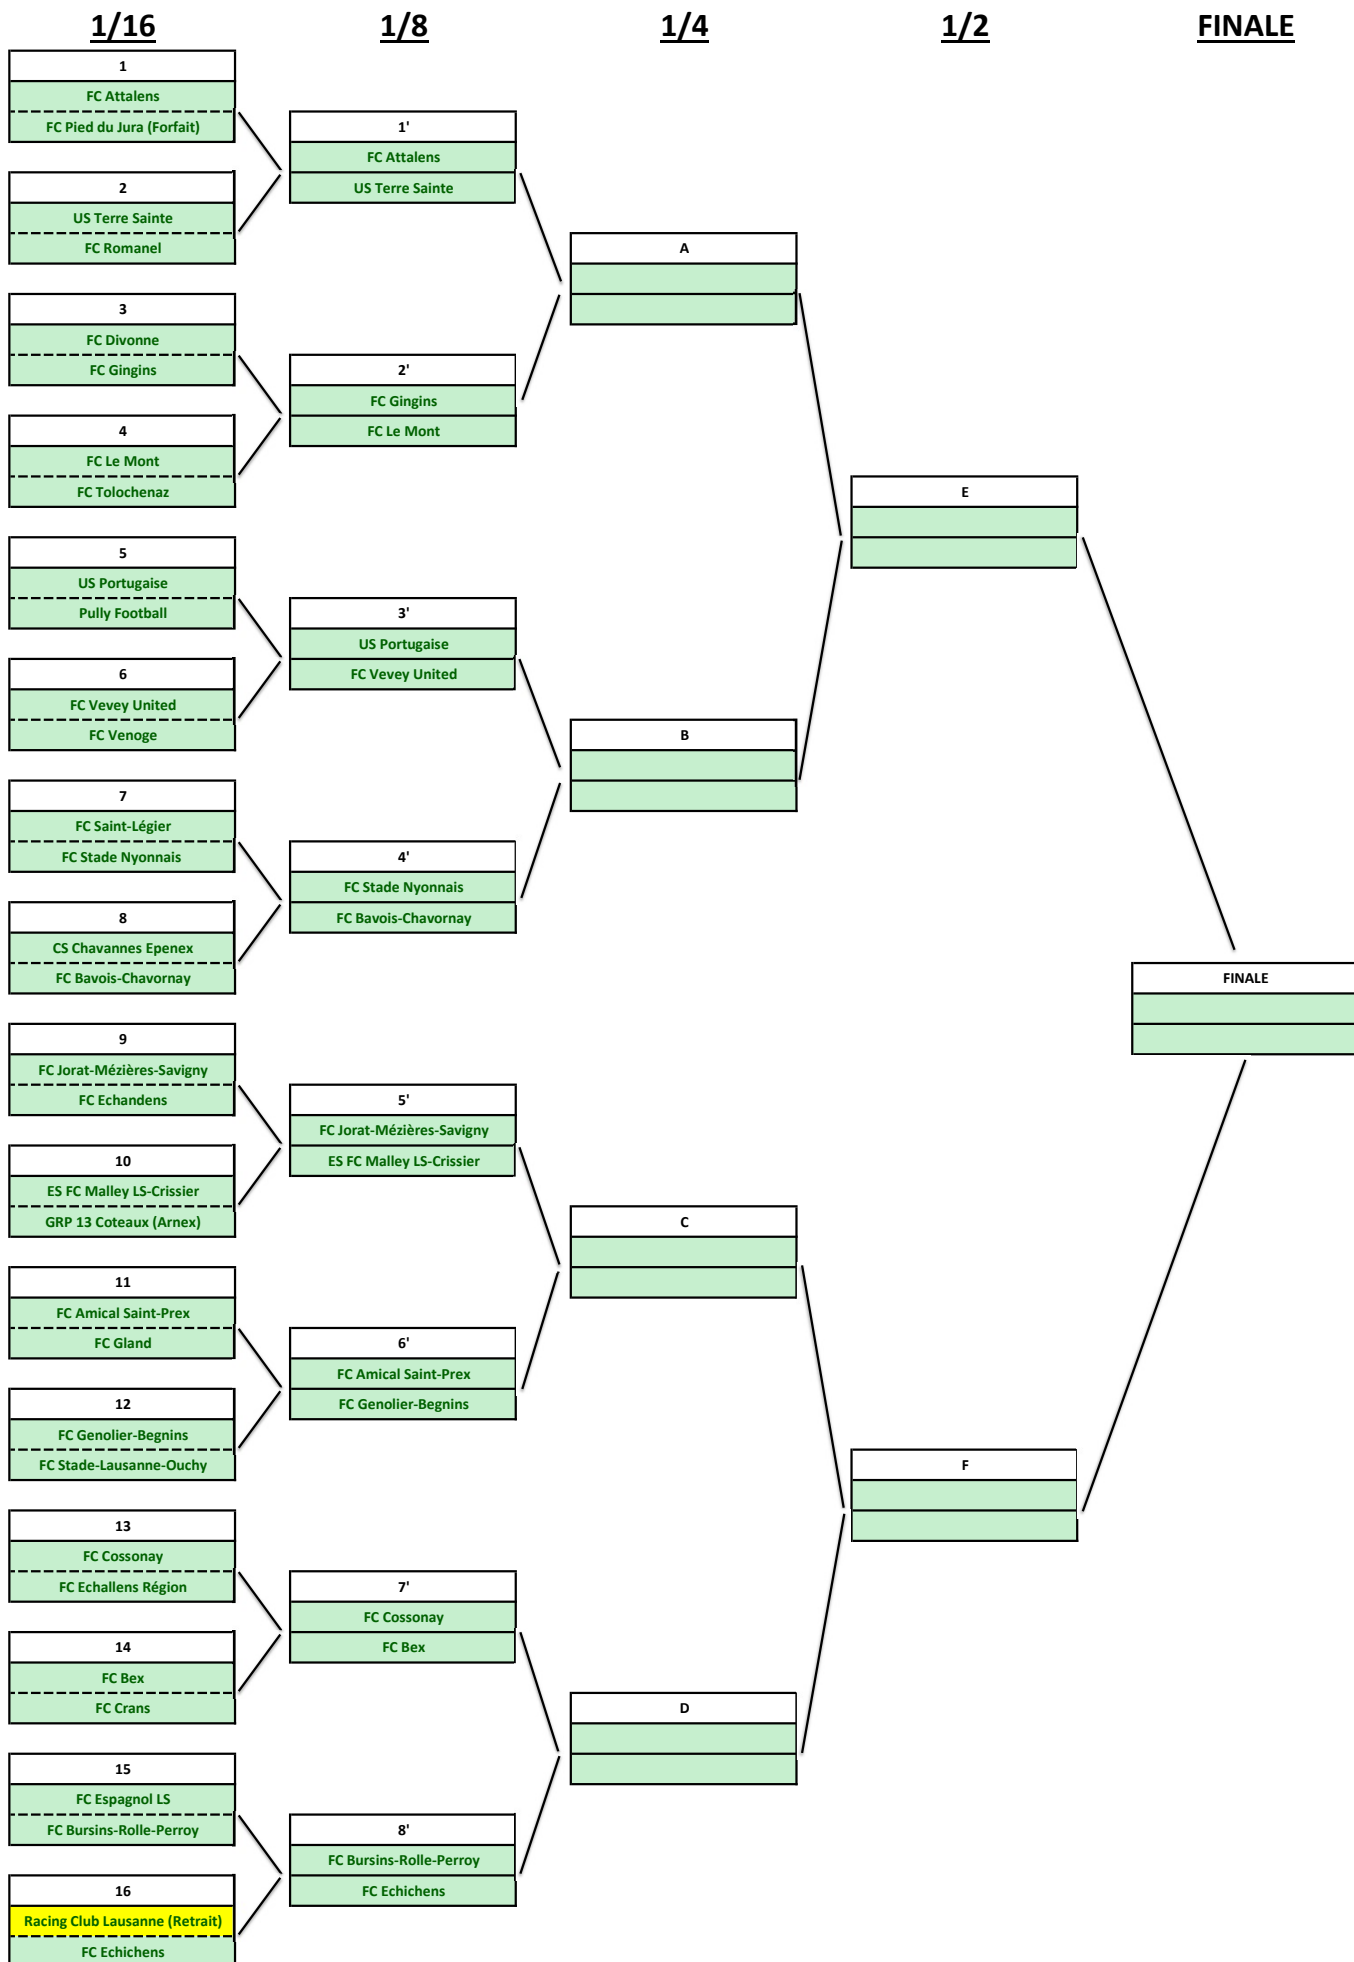 1/16
1/8
1/4
1/2
FINALE
1
FC Attalens
FC Pied du Jura (Forfait)
2
US Terre Sainte
FC Romanel
3
FC Divonne
FC Gingins
4
FC Le Mont
FC Tolochenaz
5
US Portugaise
Pully Football
6
FC Vevey United
FC Venoge
7
FC Saint-Légier
FC Stade Nyonnais
8
CS Chavannes Epenex
FC Bavois-Chavornay
9
FC Jorat-Mézières-Savigny
FC Echandens
10
ES FC Malley LS-Crissier
GRP 13 Coteaux (Arnex)
11
FC Amical Saint-Prex
FC Gland
12
FC Genolier-Begnins
FC Stade-Lausanne-Ouchy
13
FC Cossonay
FC Echallens Région
14
FC Bex
FC Crans
15
FC Espagnol LS
FC Bursins-Rolle-Perroy
16
Racing Club Lausanne (Retrait)
FC Echichens
1'
FC Attalens
US Terre Sainte
2'
FC Gingins
FC Le Mont
3'
US Portugaise
FC Vevey United
4'
FC Stade Nyonnais
FC Bavois-Chavornay
5'
FC Jorat-Mézières-Savigny
ES FC Malley LS-Crissier
6'
FC Amical Saint-Prex
FC Genolier-Begnins
7'
FC Cossonay
FC Bex
8'
FC Bursins-Rolle-Perroy
FC Echichens
A
B
C
D
E
F
FINALE